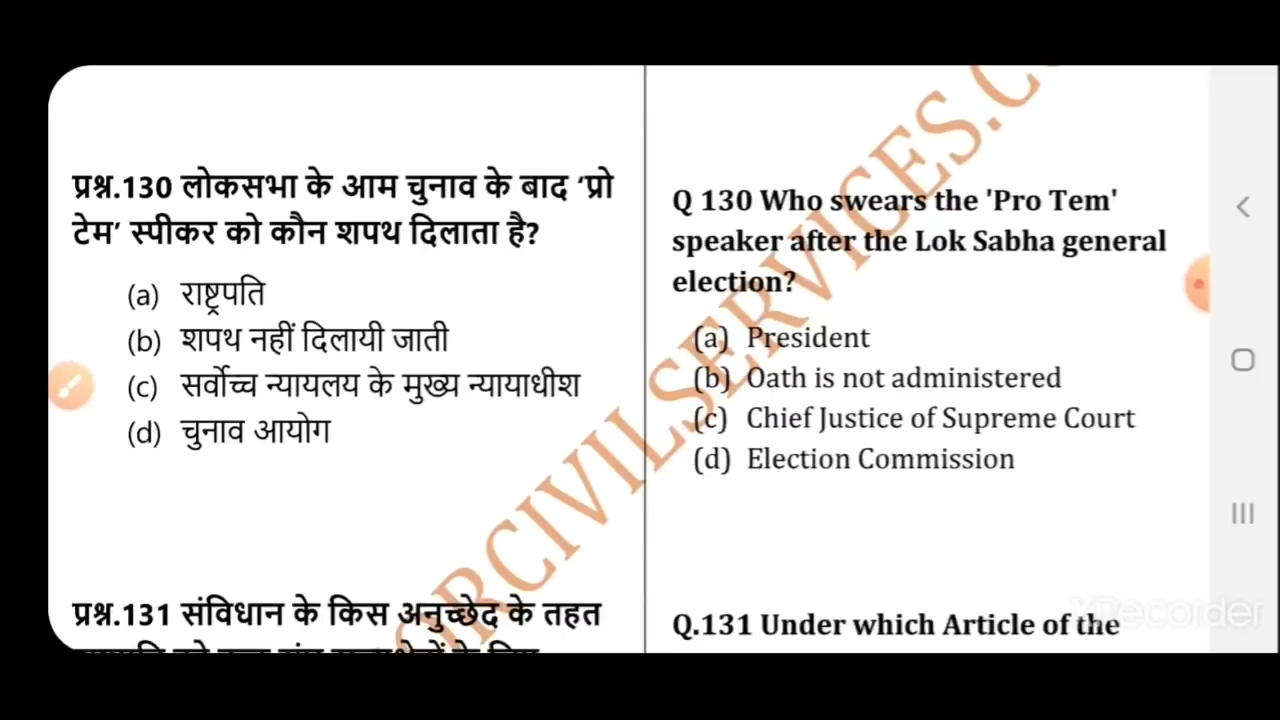 प्रश्न.130 लोकसभा के आम चुनाव के बाद ‘प्रो
टेम’ स्पीकर को कौन शपथ दिलाता है?
(a) राष्ट्रपति
(b) शपथ नहीं दिलायी जाती
(c) सर्वोच्च न्यायलय के मुख्य न्यायाधीश
(d) चुनाव आयोग
प्रश्न.131 संविधान के किस अनुच्छेद के तहत
Q 130 Who swears the 'Pro Tem'
speaker after the Lok Sabha general
election?
(a) President
(b) Oath is not administered
(c) Chief Justice of Supreme Court
(d) Election Commission
Q.131 Under which Article of the
ORCIVILSERVICES.C
XRecorder